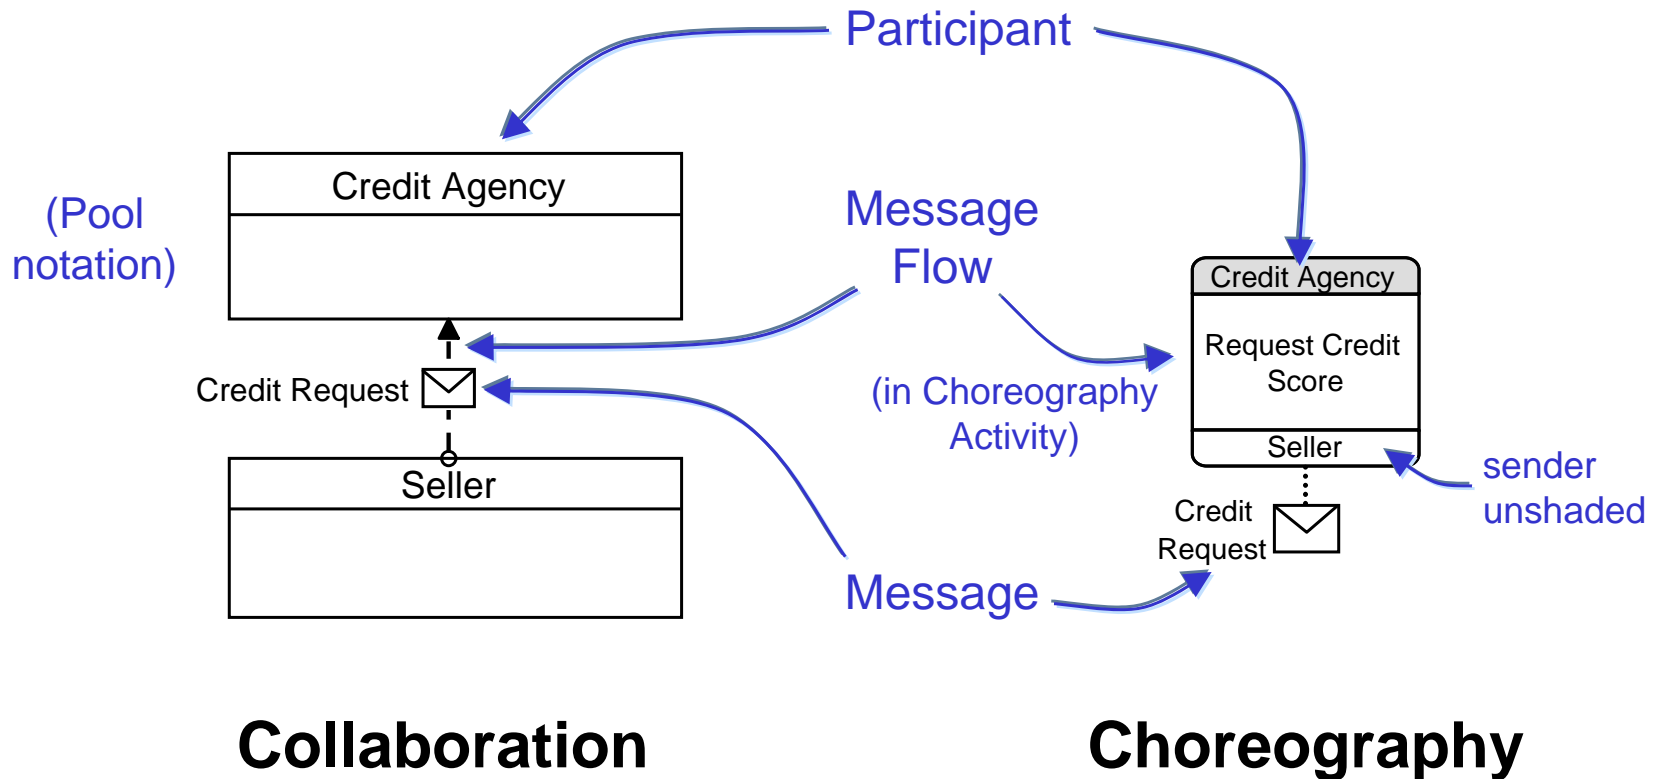 Participant
Credit Agency
(Pool
notation)
Message
Flow
Credit Agency
Request Credit
Score
Credit Request
(in Choreography
Activity)
Seller
Seller
sender
unshaded
Credit
Request
Message
Collaboration
Choreography